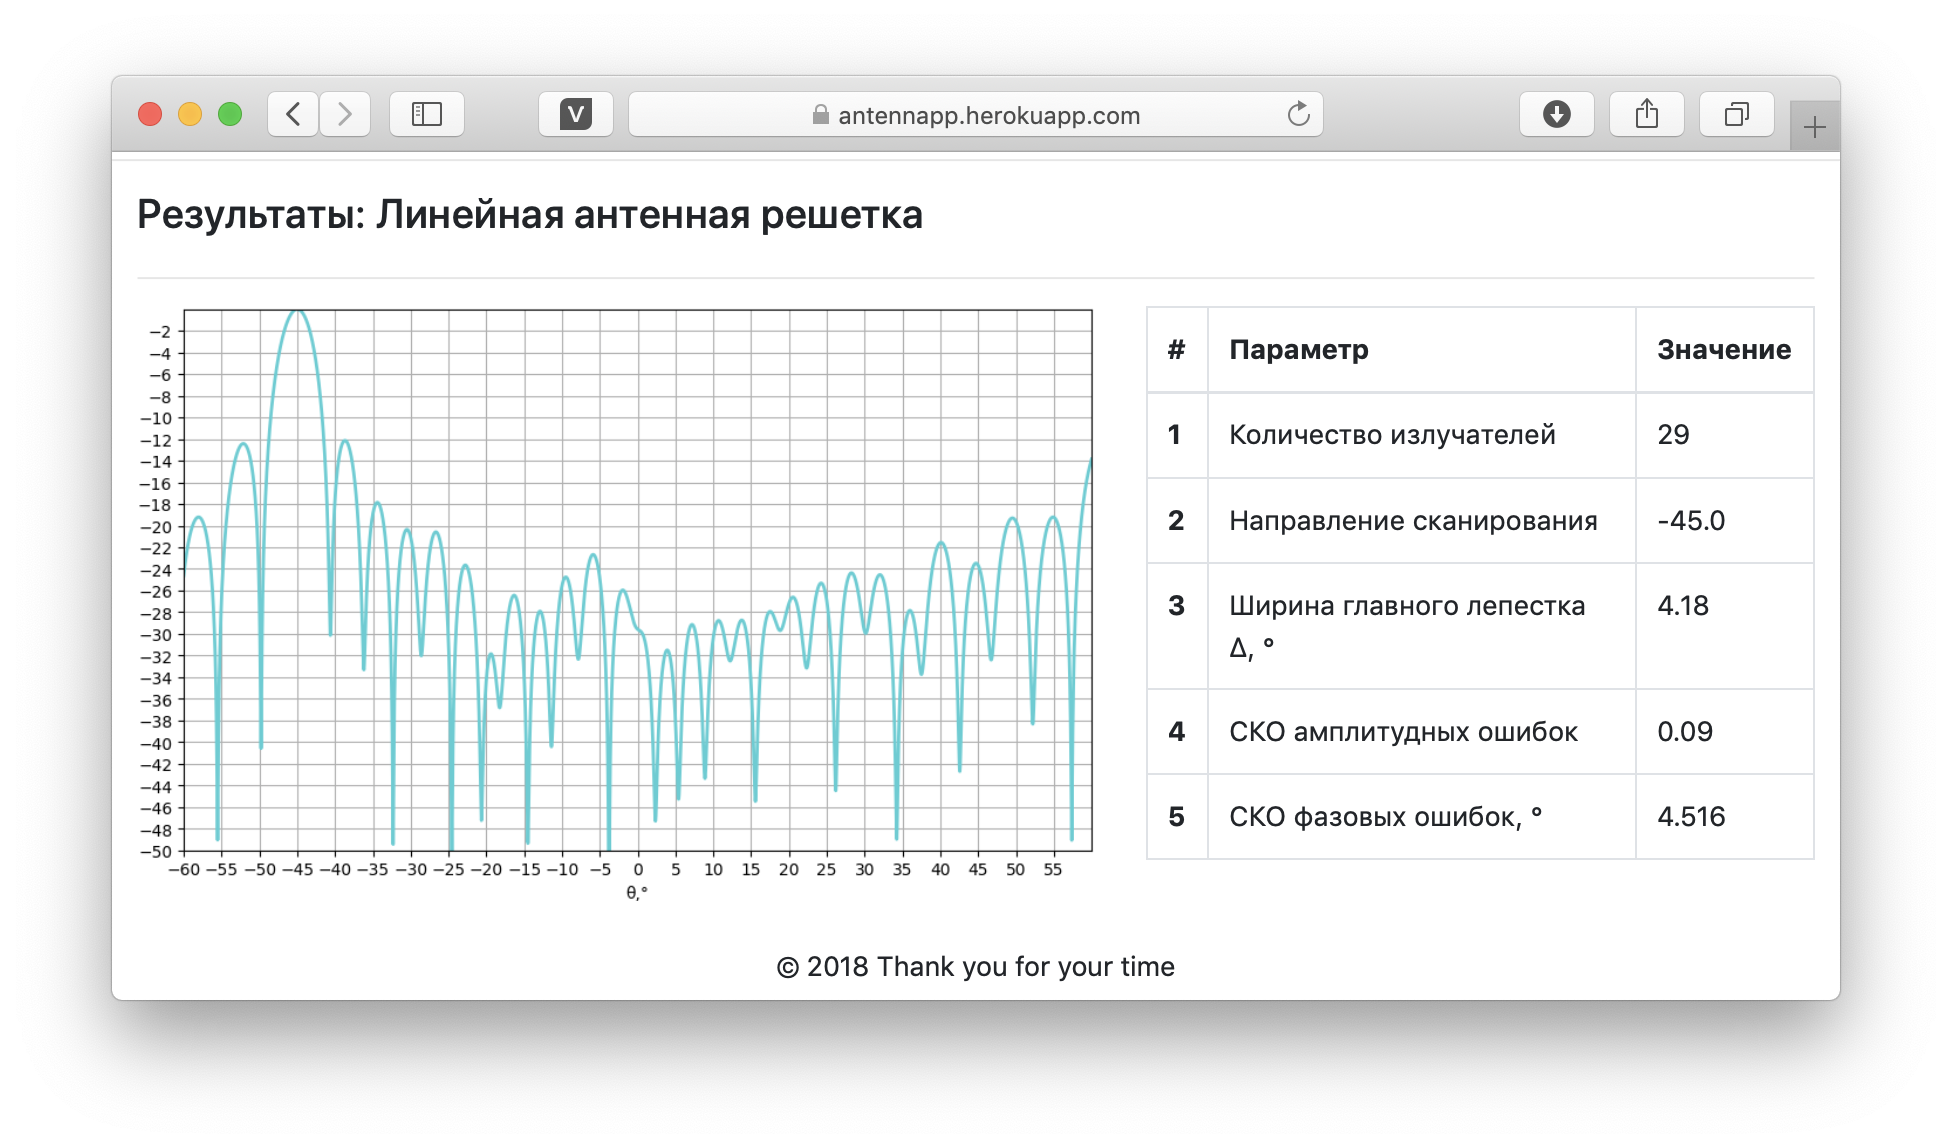 V
antennapp.herokuapp.com
Результаты: Линейная антенная решетка
−2
−4
−6
−8
−10
−12
−14
−16
−18
−20
−22
−24
−26
−28
−30
−32
−34
−36
−38
−40
−42
−44
−46
−48
−50
−60 −55 −50 −45 −40 −35 −30 −25 −20 −15 −10 −5 0 5 10 15 20 25 30 35 40 45 50 55
θ,°
# Параметр Значение
1 Количество излучателей 29
2 Направление сканирования -45.0
3 Ширина главного лепестка 4.18
Δ, °
4 СКО амплитудных ошибок 0.09
5 СКО фазовых ошибок, ° 4.516
© 2018 Thank you for your time